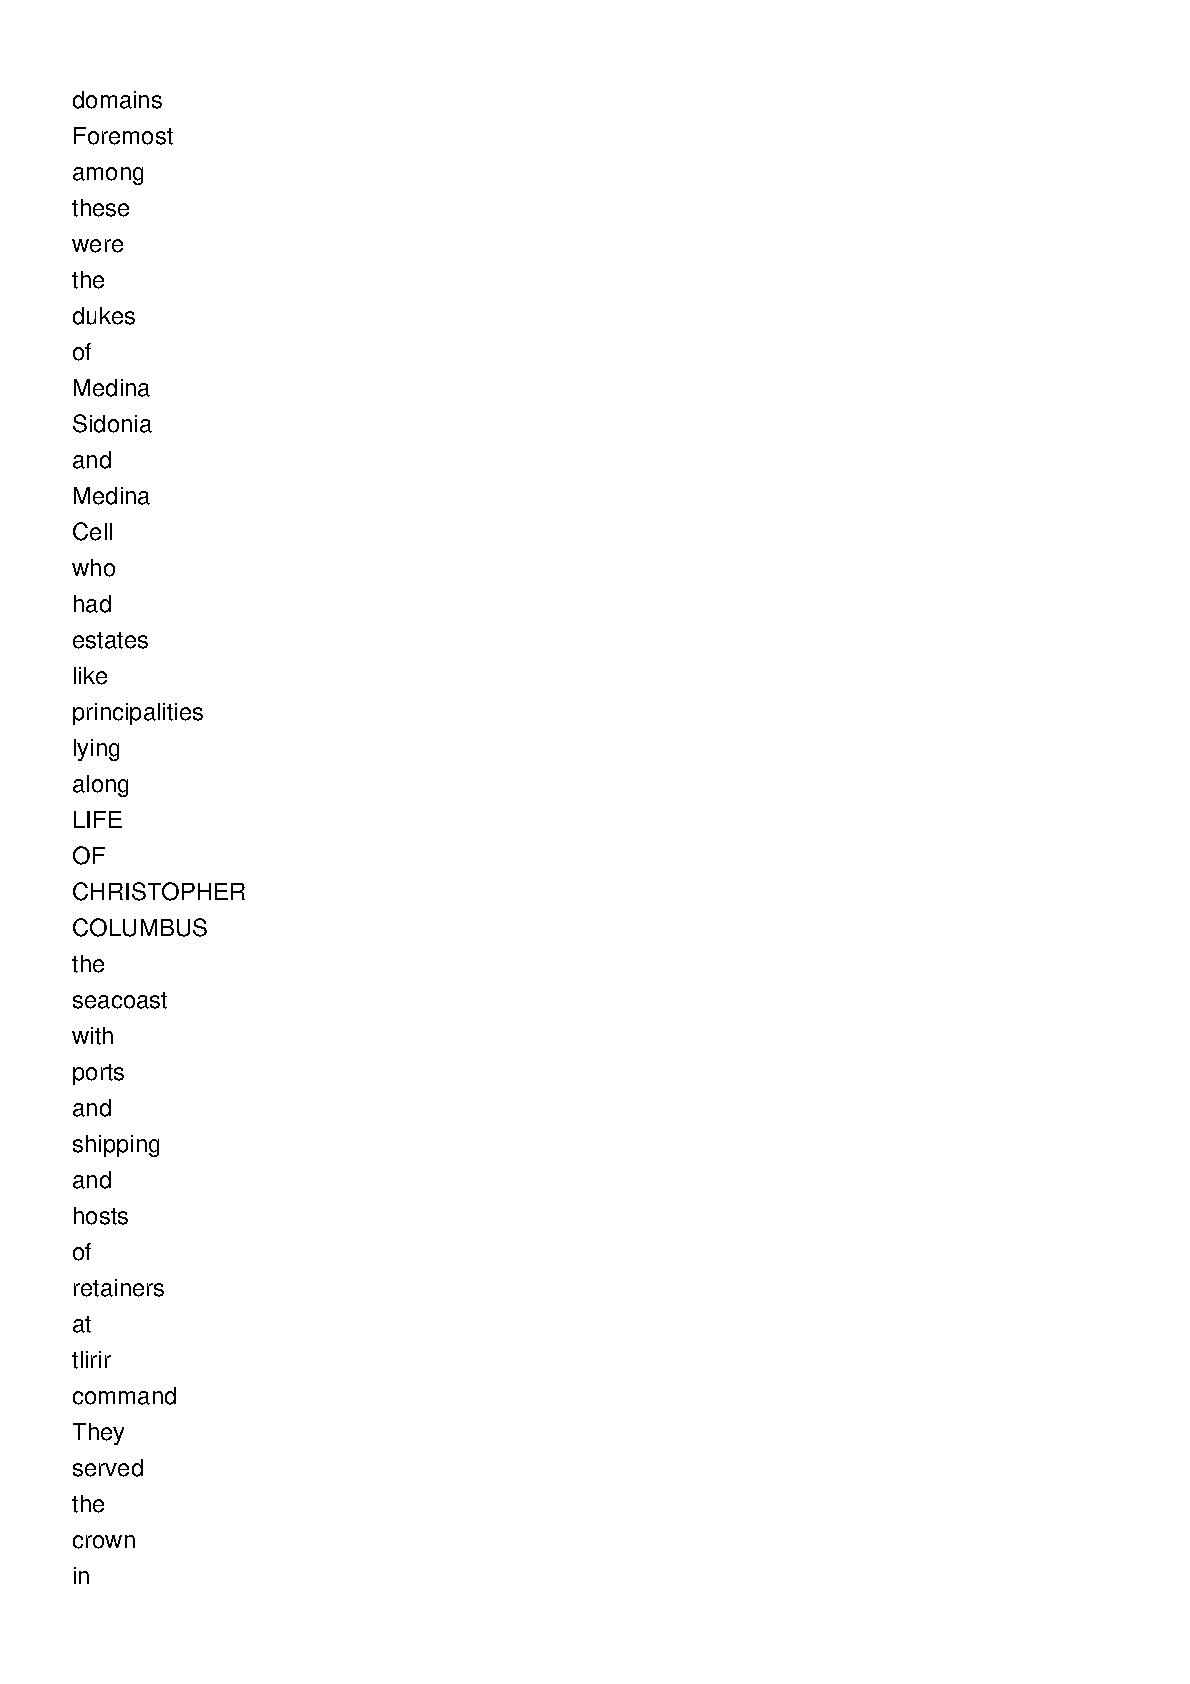 domains
Foremost
among
these
were
the
dukes
of
Medina
Sidonia
and
Medina
Cell
who
had
estates
like
principalities
lying
along
LIFE
OF
CHRISTOPHER
COLUMBUS
the
seacoast
with
ports
and
shipping
and
hosts
of
retainers
at
tlirir
command
They
served
the
crown
in